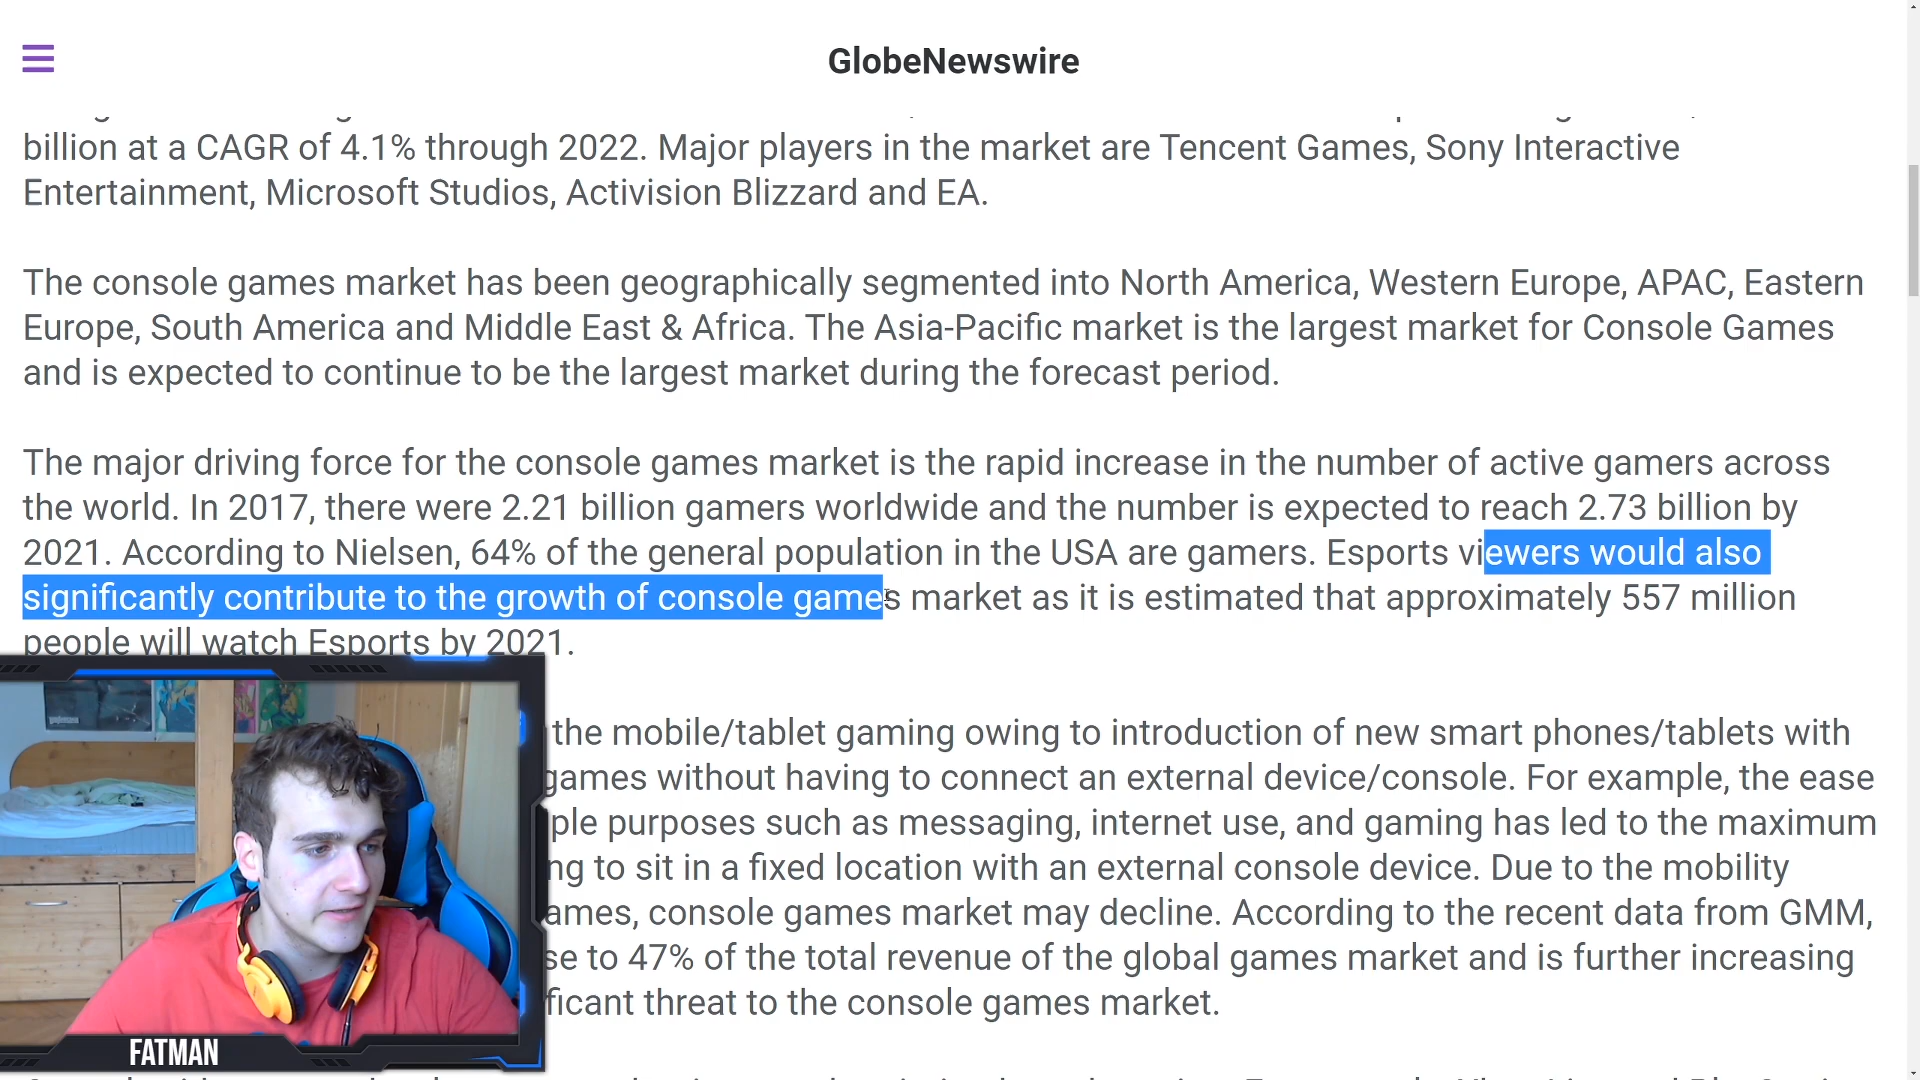 GlobeNewswire
billion at a CAGR of 4.1% through 2022. Major players in the market are Tencent Games, Sony Interactive
Entertainment, Microsoft Studios, Activision Blizzard and EA.
The console games market has been geographically segmented into North America, Western Europe, APAC, Eastern
Europe, South America and Middle East & Africa. The Asia-Pacific market is the largest market for Console Games
and is expected to continue to be the largest market during the forecast period.
The major driving force for the console games market is the rapid increase in the number of active gamers across
the world. In 2017, there were 2.21 billion gamers worldwide and the number is expected to reach 2.73 billion by
2021. According to Nielsen, 64% of the general population in the USA are gamers. Esports viewers would also
significantly contribute to the growth of console games market as it is estimated that approximately 557 million
people will watch Esports by 2021.
the mobile/tablet gaming owing to introduction of new smart phones/tablets with
games without having to connect an external device/console. For example, the ease
ple purposes such as messaging, internet use, and gaming has led to the maximum
ng to sit in a fixed location with an external console device. Due to the mobility
ames, console games market may decline. According to the recent data from GMM,
se to 47% of the total revenue of the global games market and is further increasing
ficant threat to the console games market.
FATMAN